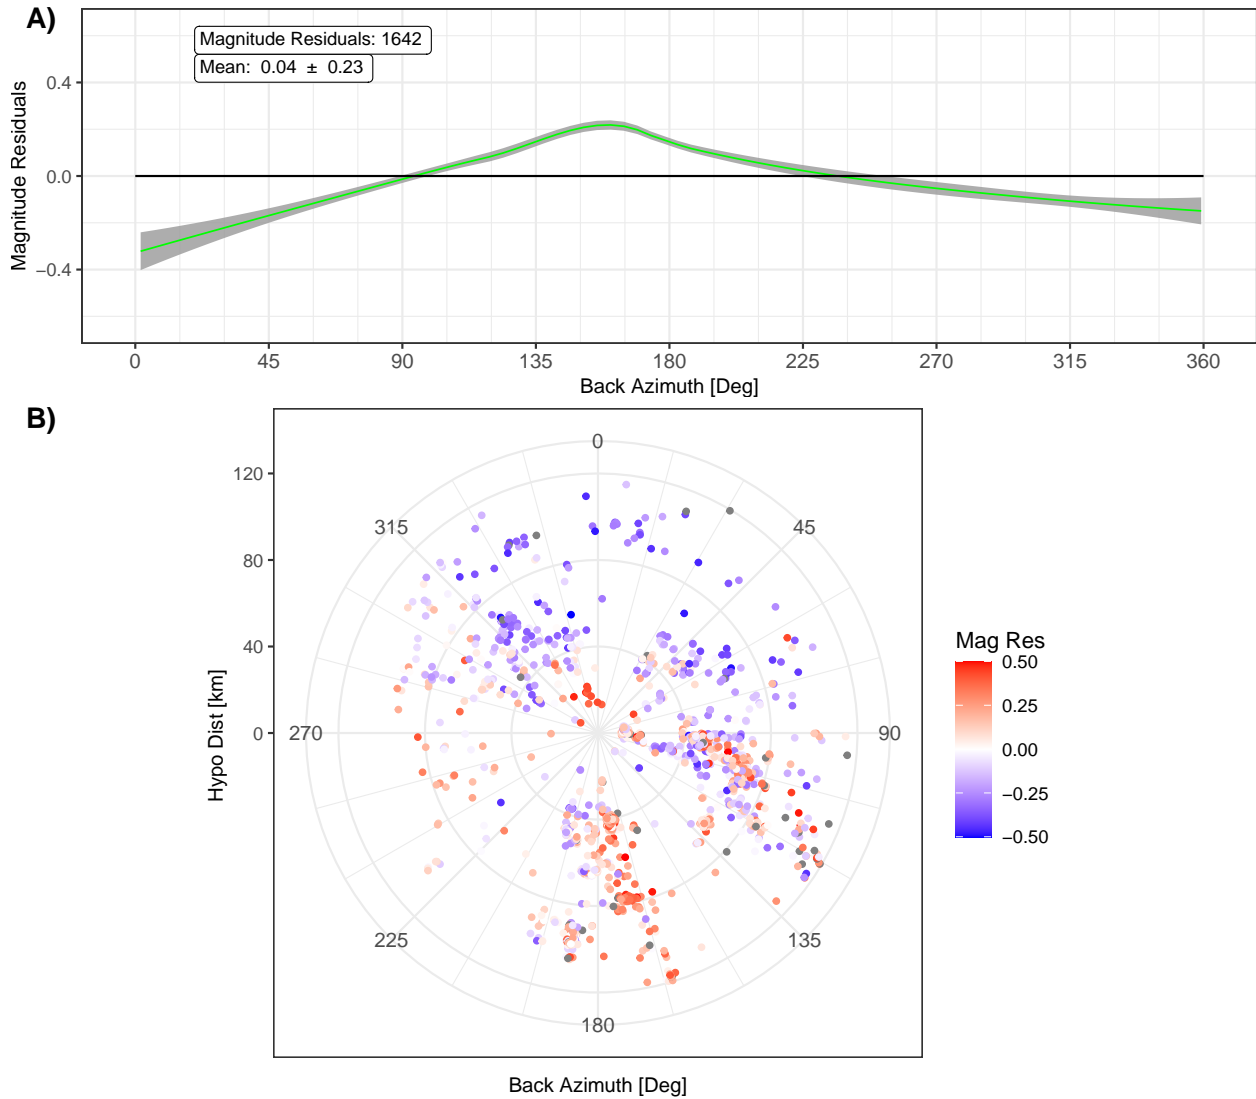 A)
Magnitude Residuals: 1642
Mean:  0.04  ±  0.23
0.4
0.0
−0.4
Magnitude Residuals
0 45 90 135 180 225 270 315 360
Back Azimuth [Deg]
B)
0
45
90
135
180
225
270
315
120
80
40
0
Hypo Dist [km]
Back Azimuth [Deg]
Mag Res
0.50
0.25
0.00
−0.25
−0.50